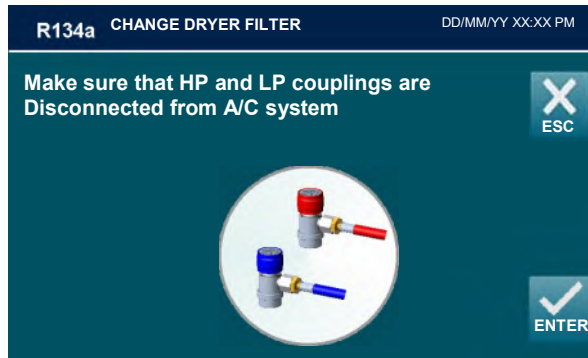 R134a CHANGE DRYER FILTER DD/MM/YY XX:XX PM
Make sure that HP and LP couplings are
Disconnected from A/C system
ESC
ENTER